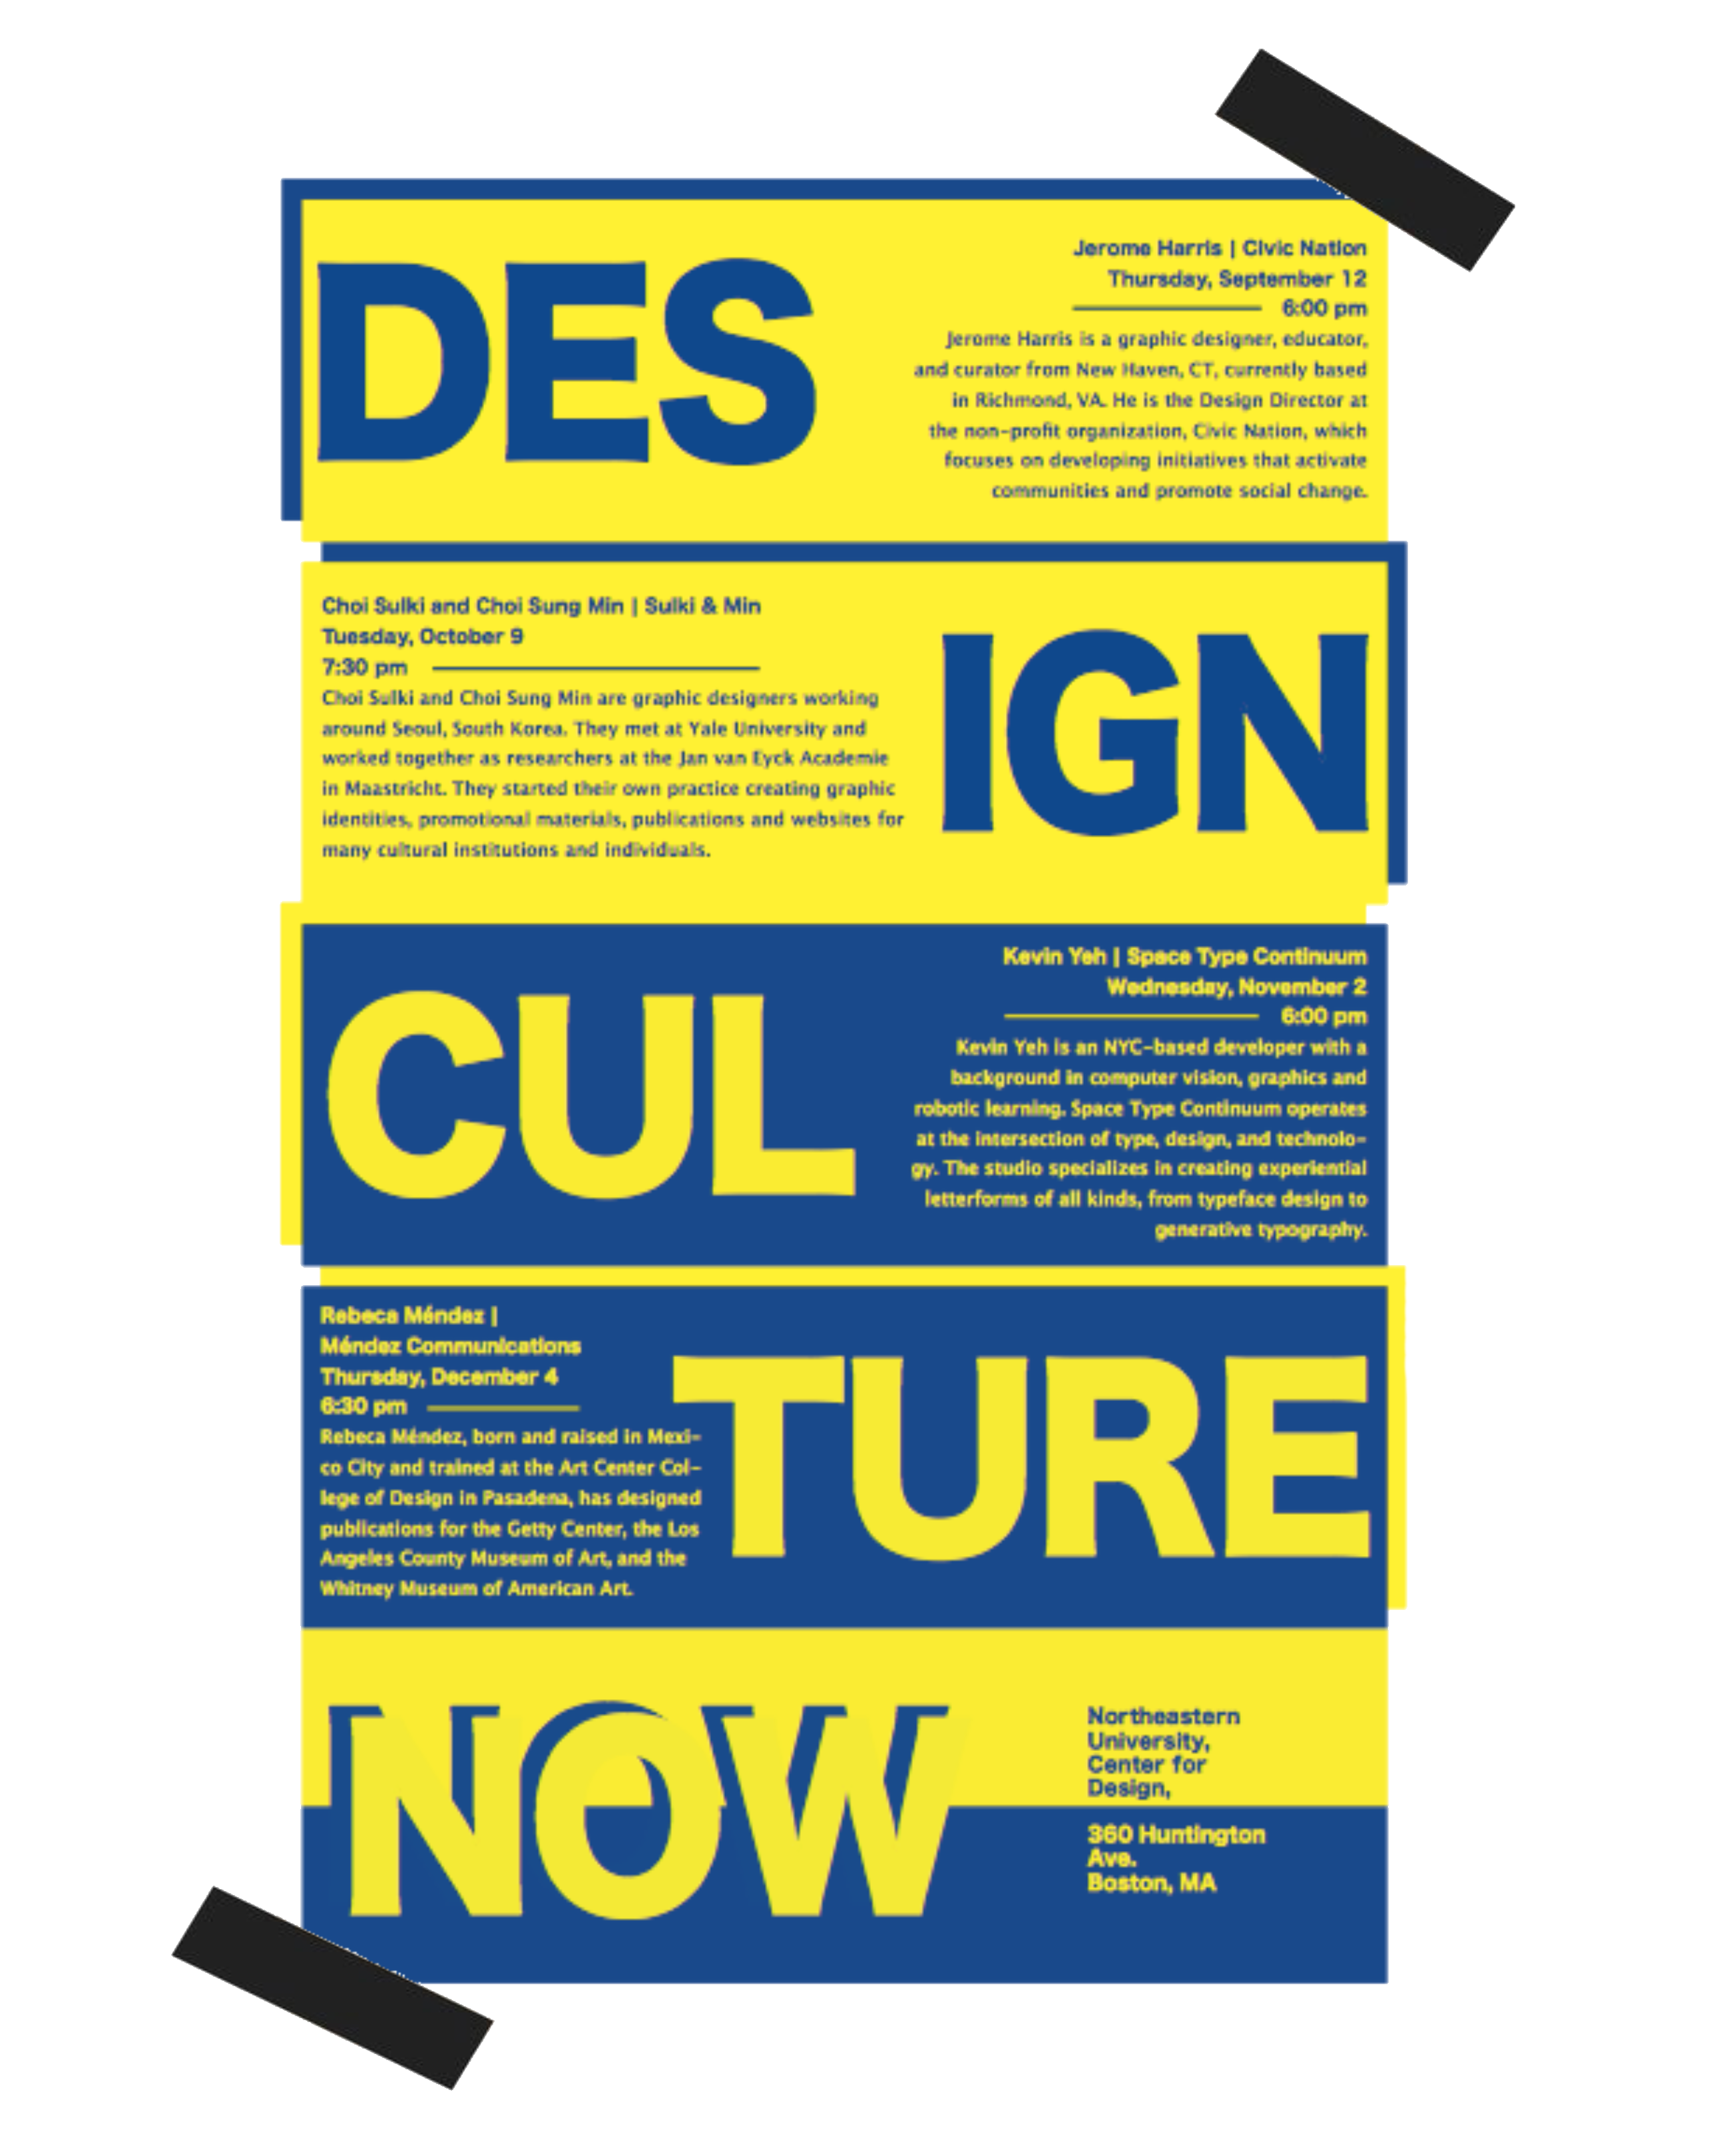 DES
Jerome Harris | Civic Nation
Thursday, September 12
6:00 pm
Jerome Harris is a graphic designer, educator,
and curator from New Haven, CT, currently based
in Richmond, VA. He is the Design Director at
the non-profit organization, Civic Nation, which
focuses on developing initiatives that activate
communities and promote social change.
Choi Sulki and Choi Sung Min | Sulki & Min
Tuesday, October 9
7:30 pm
Choi Sulki and Choi Sung Min are graphic designers working
around Seoul, South Korea. They met at Yale University and
worked together as researchers at the Jan van Eyck Academie
in Maastricht. They started their own practice creating graphic
identities, promotional materials, publications and websites for
many cultural institutions and individuals.
IGN
CUL
Kevin Yeh | Space Type Continuum
Wednesday, November 2
6:00 pm
Kevin Yeh is an NYC-based developer with a
background in computer vision, graphics and
robotic learning. Space Type Continuum operates
at the intersection of type, design, and technolo-
gy. The studio specializes in creating experiential
letterforms of all kinds, from typeface design to
generative typography.
Rebeca Méndez |
Méndez Communications
Thursday, December 4
6:30 pm
Rebeca Méndez, born and raised in Mexi-
co City and trained at the Art Center Col-
lege of Design in Pasadena, has designed
publications for the Getty Center, the Los
Angeles County Museum of Art, and the
Whitney Museum of American Art.
TURE
NOW
Northeastern
University,
Center for
Design,
360 Huntington
Ave.
Boston, MA